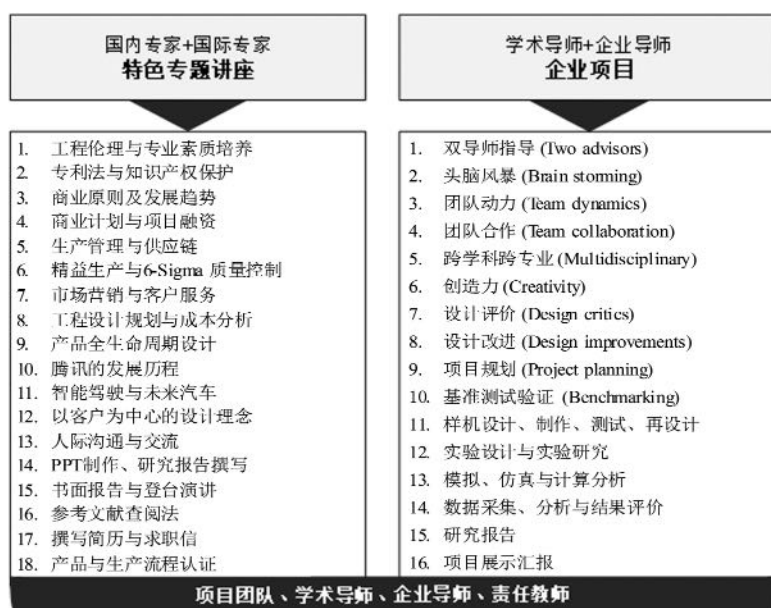 国内专家+国际专家
特色专题讲座
1. 工程伦理与专业素质培养
2. 专利法与知识产权保护
3. 商业原则及发展趋势
4. 商业计划与项目融资
5. 生产管理与供应链
6. 精益生产与6-Sigma 质量控制
7. 市场营销与客户服务
8. 工程设计规划与成本分析
9. 产品全生命周期设计
10. 腾讯的发展历程
11. 智能驾驶与未来汽车
12. 以客户为中心的设计理念
13. 人际沟通与交流
14. PPT制作、研究报告撰写
15. 书面报告与登台演讲
16. 参考文献查阅法
17. 撰写简历与求职信
18. 产品与生产流程认证
学术导师+企业导师
企业项目
1. 双导师指导 (Two advisors)
2. 头脑风暴 (Brain storming)
3. 团队动力 (Team dynamics)
4. 团队合作 (Team collaboration)
5. 跨学科跨专业 (Multidisciplinary)
6. 创造力 (Creativity)
7. 设计评价 (Design critics)
8. 设计改进 (Design improvements)
9. 项目规划 (Project planning)
10. 基准测试验证 (Benchmarking)
11. 样机设计、制作、测试、再设计
12. 实验设计与实验研究
13. 模拟、仿真与计算分析
14. 数据采集、分析与结果评价
15. 研究报告
16. 项目展示汇报
项目团队、学术导师、企业导师、责任教师